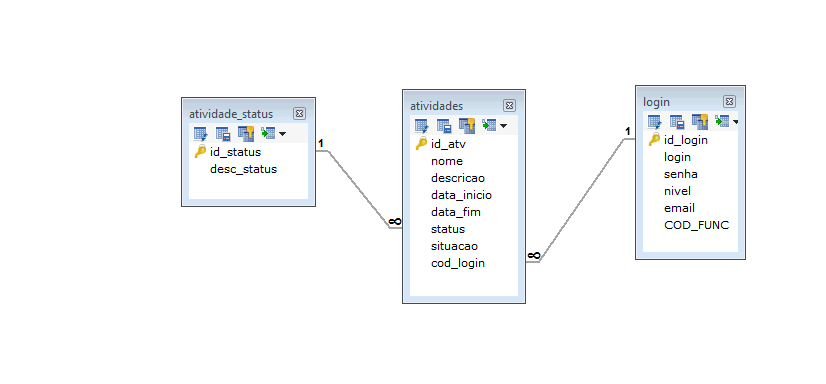 atividade_status
id_status
desc_status
1
∞
atividades
id_atv
nome
descricao
data_inicio
data_fim
status
situacao
cod_login
∞
1
login
id_login
login
senha
nivel
email
COD_FUNC